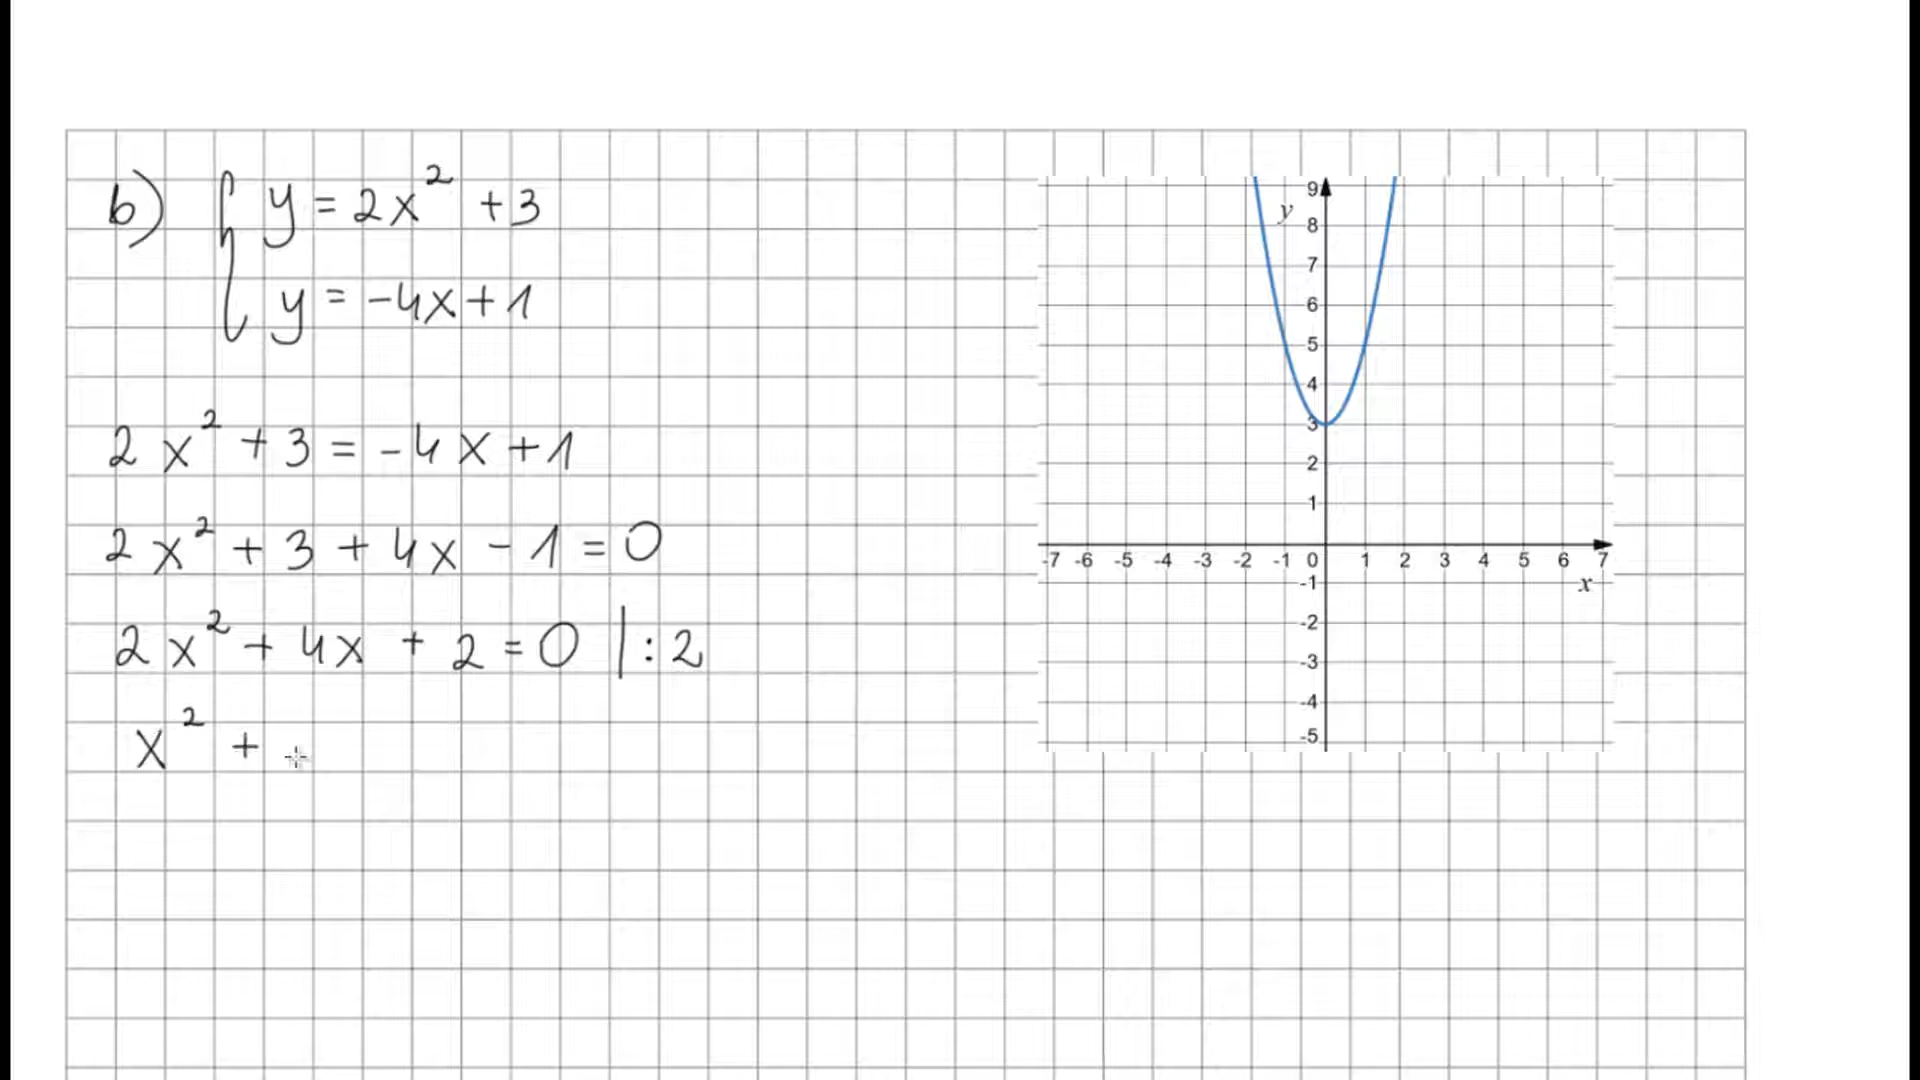 b) { y = 2x² + 3
y = -4x + 1
2x² + 3 = -4x + 1
2x² + 3 + 4x - 1 = 0
2x² + 4x + 2 = 0 | : 2
x² +
y
9
8
7
6
5
4
3
2
1
-7 -6 -5 -4 -3 -2 -1 0 1 2 3 4 5 6 7
x
-1
-2
-3
-4
-5